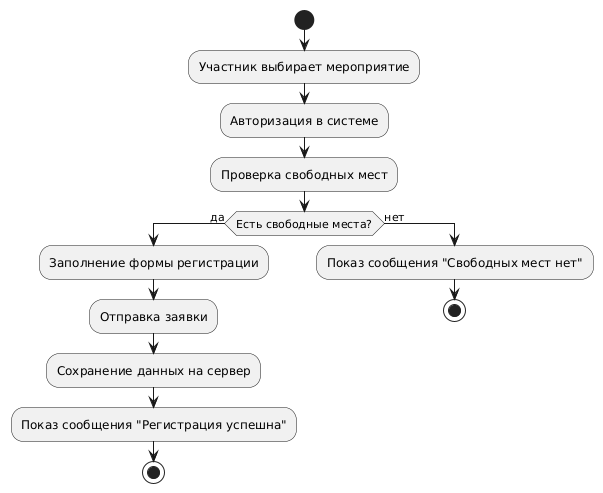 Участник выбирает мероприятие
Авторизация в системе
Проверка свободных мест
Есть свободные места?
да
нет
Заполнение формы регистрации
Показ сообщения "Свободных мест нет"
Отправка заявки
Сохранение данных на сервер
Показ сообщения "Регистрация успешна"